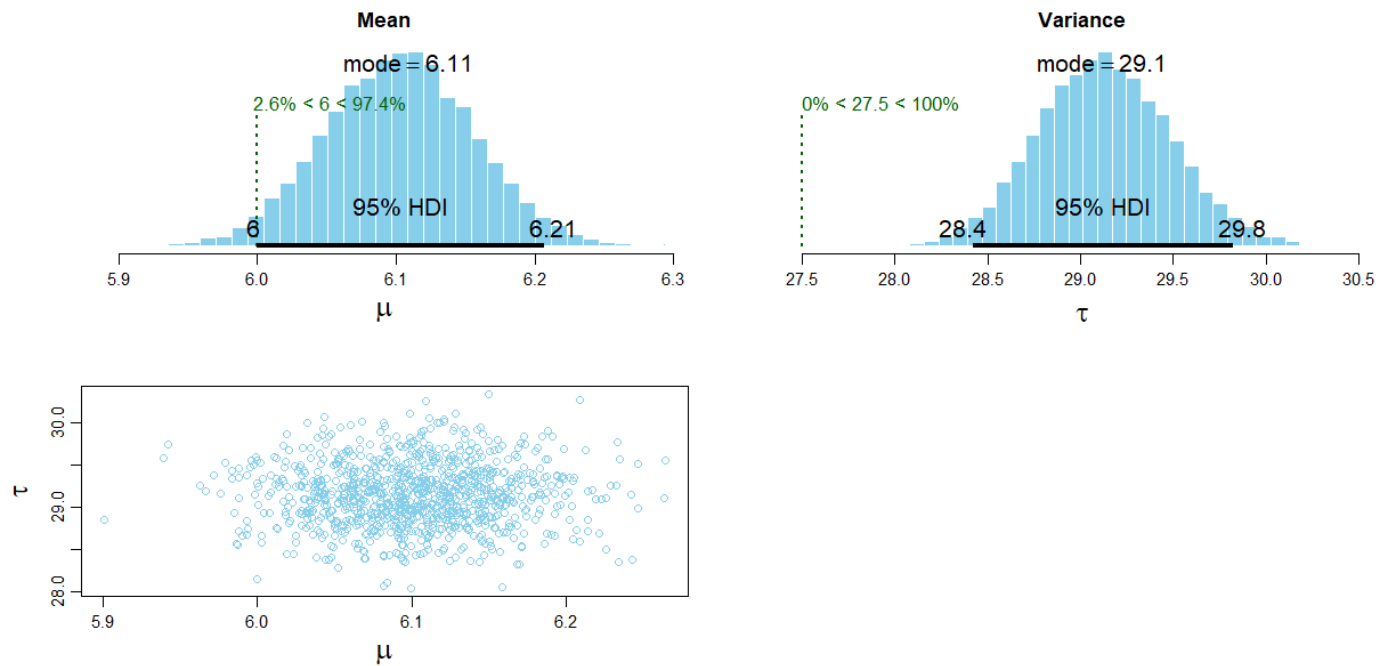 Mean
mode = 6.11
2.6% < 6 < 97.4%
95% HDI
6 6.21
5.9 6.0 6.1 6.2 6.3
μ
Variance
mode = 29.1
0% < 27.5 < 100%
95% HDI
28.4 29.8
27.5 28.0 28.5 29.0 29.5 30.0 30.5
τ
τ
30.0
29.0
28.0
5.9 6.0 6.1 6.2
μ